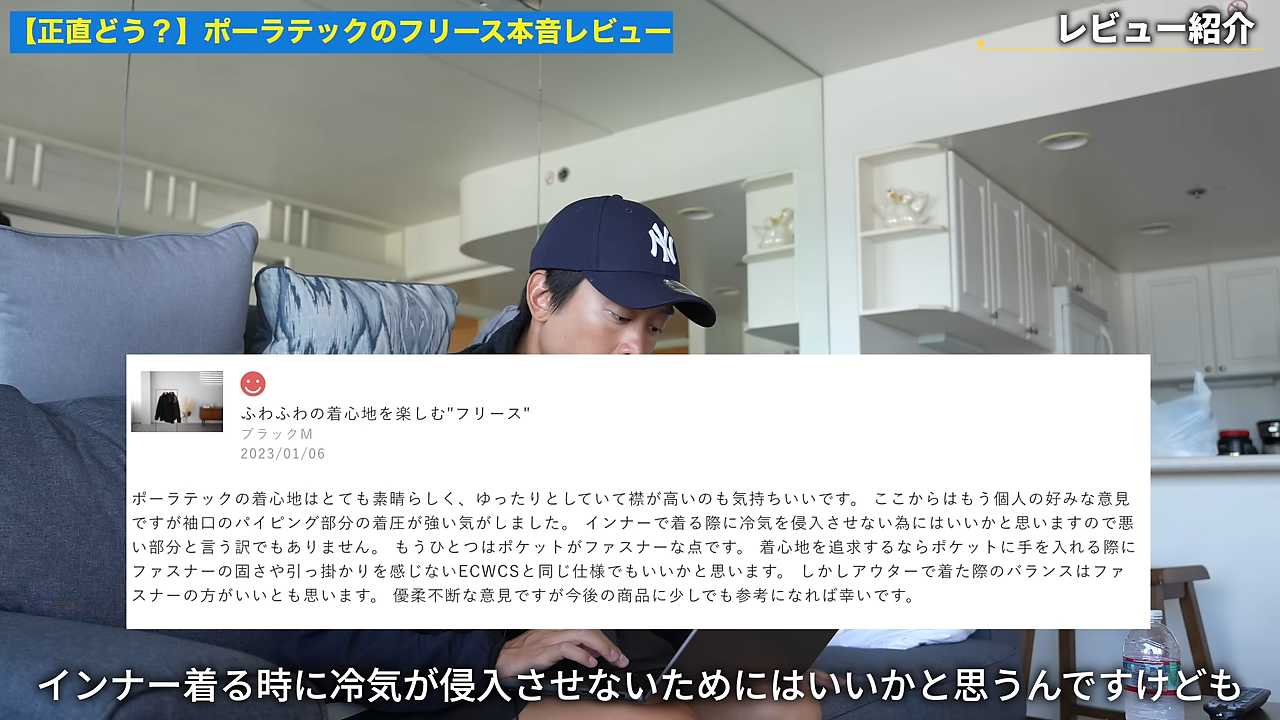 【正直どう？】ポーラテックのフリース本音レビュー
レビュー紹介
NY
ふわふわの着心地を楽しむ"フリース"
ブラックM
2023/01/06
ポーラテックの着心地はとても素晴らしく、ゆったりとしていて襟が高いのも気持ちいいです。 ここからはもう個人の好みな意見
ですが袖口のパイピング部分の着圧が強い気がしました。 インナーで着る際に冷気を侵入させない為にはいいかと思いますので悪
い部分と言う訳でもありません。 もうひとつはポケットがファスナーな点です。 着心地を追求するならポケットに手を入れる際に
ファスナーの固さや引っ掛かりを感じないECWCSと同じ仕様でもいいかと思います。 しかしアウターで着た際のバランスはファ
スナーの方がいいとも思います。 優柔不断な意見ですが今後の商品に少しでも参考になれば幸いです。
インナー着る時に冷気が侵入させないためにはいいかと思うんですけども